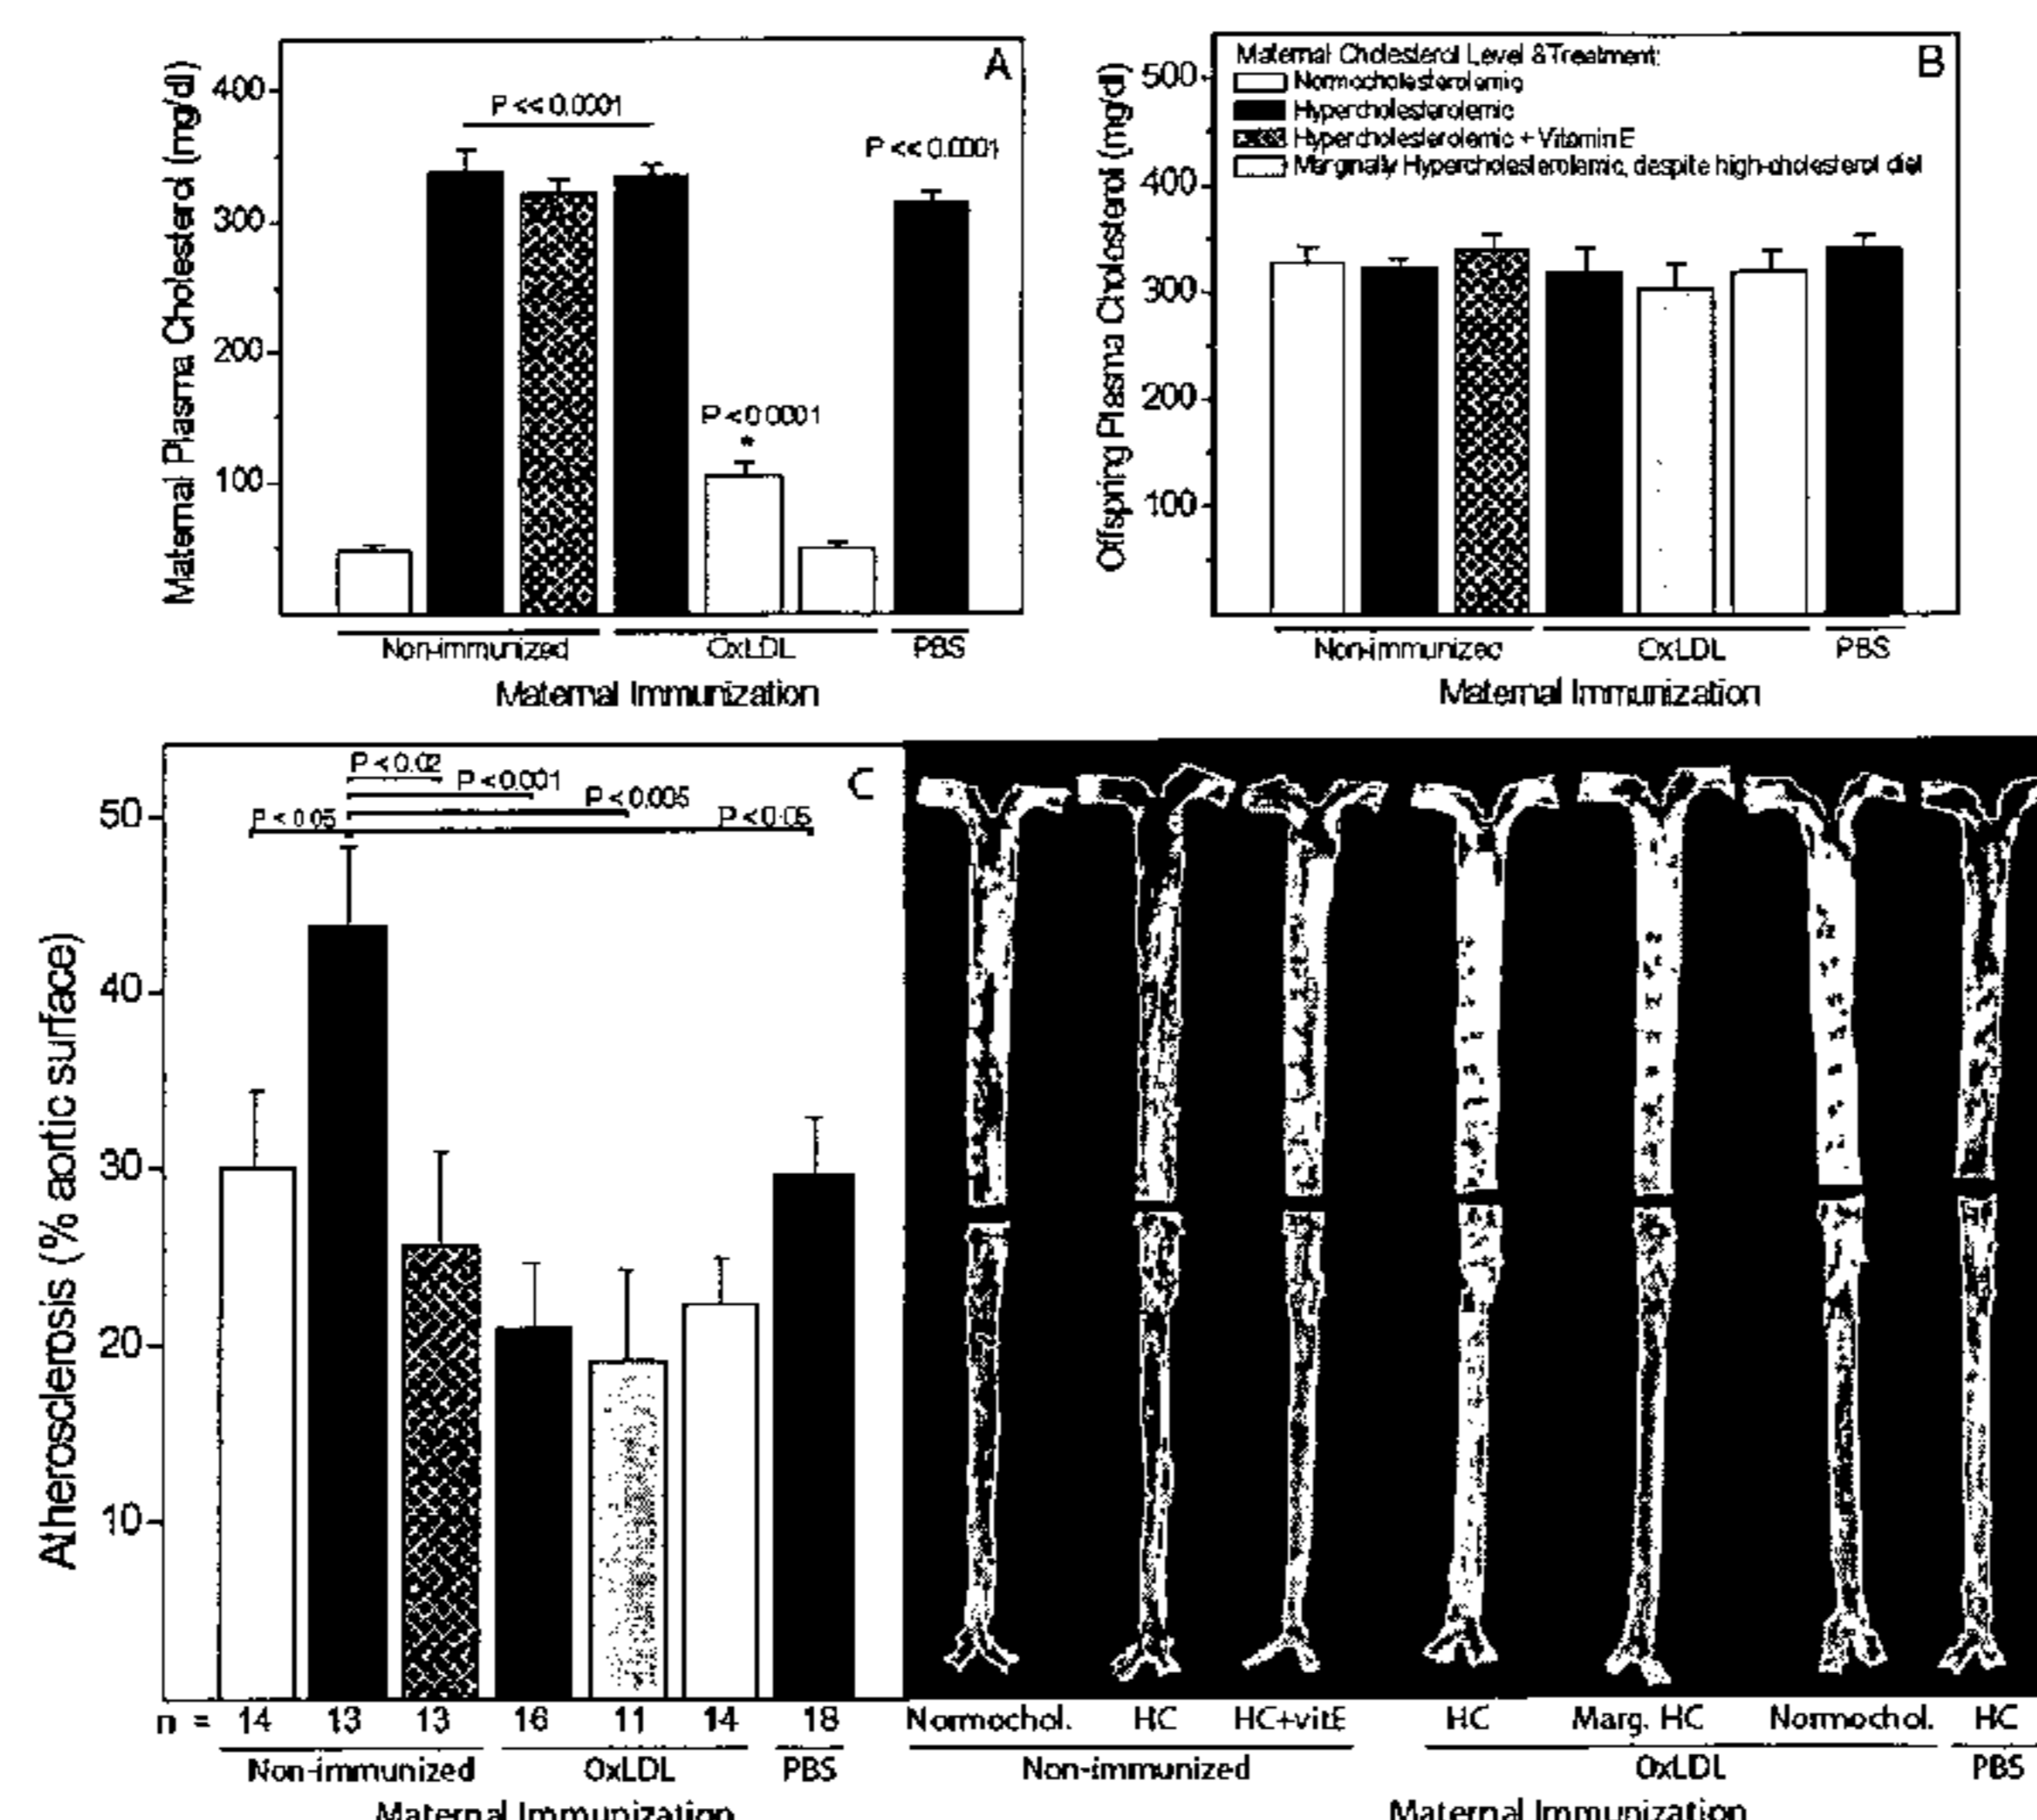 A
Maternal Plasma Cholesterol (mg/dl)
400
300
200
100
P << 0.0001
P < 0.0001
*
P << 0.0001
Non-immunized OxLDL PBS
Maternal Immunization
B
Offspring Plasma Cholesterol (mg/dl)
500
400
300
200
100
Maternal Cholesterol Level & Treatment:
Normocholesterolemic
Hypercholesterolemic
Hypercholesterolemic + Vitamin E
Marginally Hypercholesterolemic, despite high-cholesterol diet
Non-immunized OxLDL PBS
Maternal Immunization
C
Atherosclerosis (% aortic surface)
50
40
30
20
10
P < 0.02
P < 0.001
P < 0.005
P < 0.05 P < 0.05
n = 14 13 13 16 11 14 18
Non-immunized OxLDL PBS
Maternal Immunization
Normochol. HC HC+vitE HC Marg. HC Normochol. HC
Non-immunized OxLDL PBS
Maternal Immunization